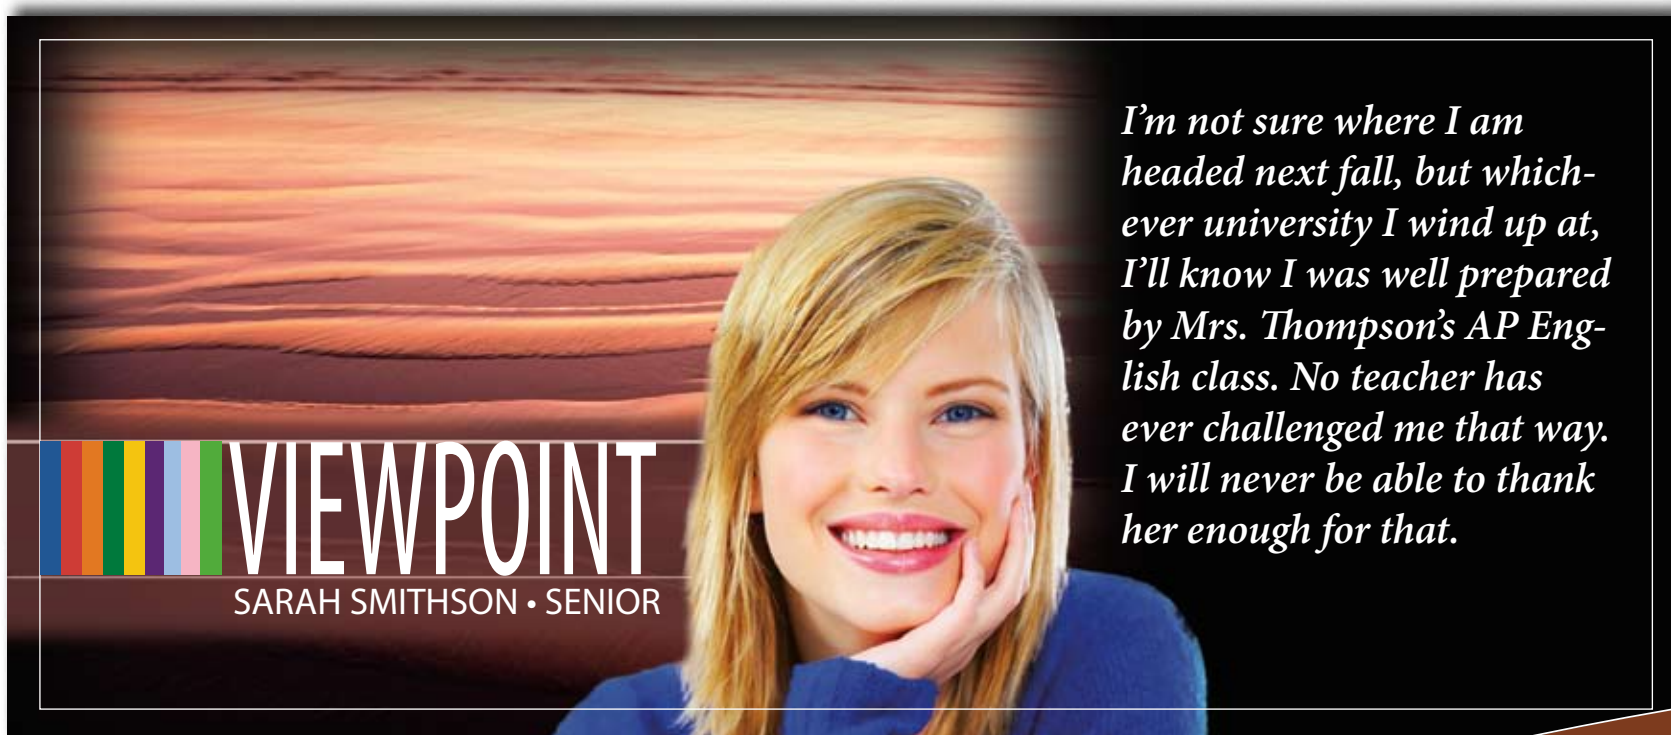 I’m not sure where I am
headed next fall, but which-
ever university I wind up at,
I’ll know I was well prepared
by Mrs. Thompson’s AP Eng-
lish class. No teacher has
ever challenged me that way.
I will never be able to thank
her enough for that.
VIEWPOINT
SARAH SMITHSON • SENIOR